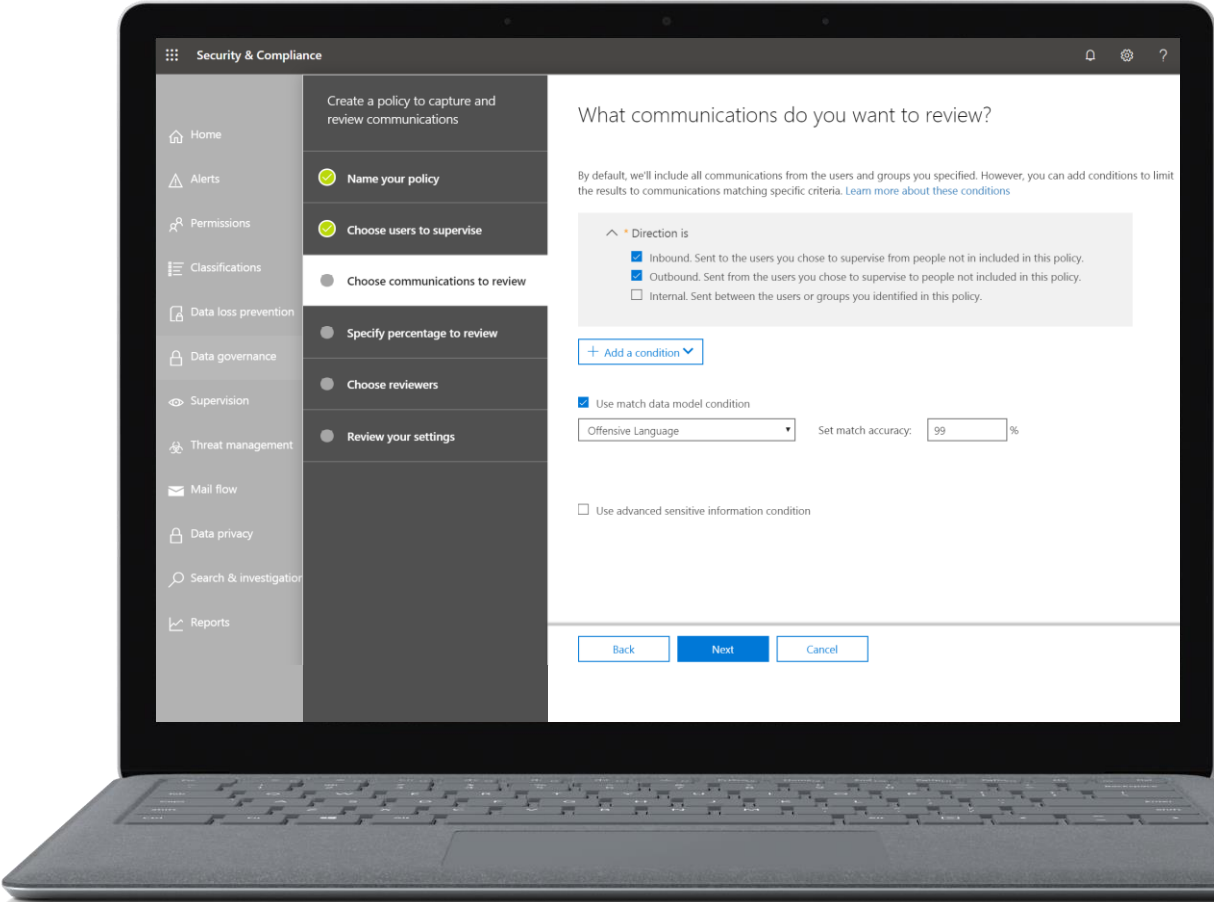 Security & Compliance
?
Home
Alerts
Permissions
Classifications
Data loss prevention
Data governance
Supervision
Threat management
Mail flow
Data privacy
Search & investigation
Reports
Create a policy to capture and
review communications
Name your policy
Choose users to supervise
Choose communications to review
Specify percentage to review
Choose reviewers
Review your settings
What communications do you want to review?
By default, we'll include all communications from the users and groups you specified. However, you can add conditions to limit
the results to communications matching specific criteria. Learn more about these conditions
* Direction is
Inbound. Sent to the users you chose to supervise from people not in included in this policy.
Outbound. Sent from the users you chose to supervise to people not included in this policy.
Internal. Sent between the users or groups you identified in this policy.
+ Add a condition
Use match data model condition
Offensive Language Set match accuracy: 99 %
Use advanced sensitive information condition
Back Next Cancel